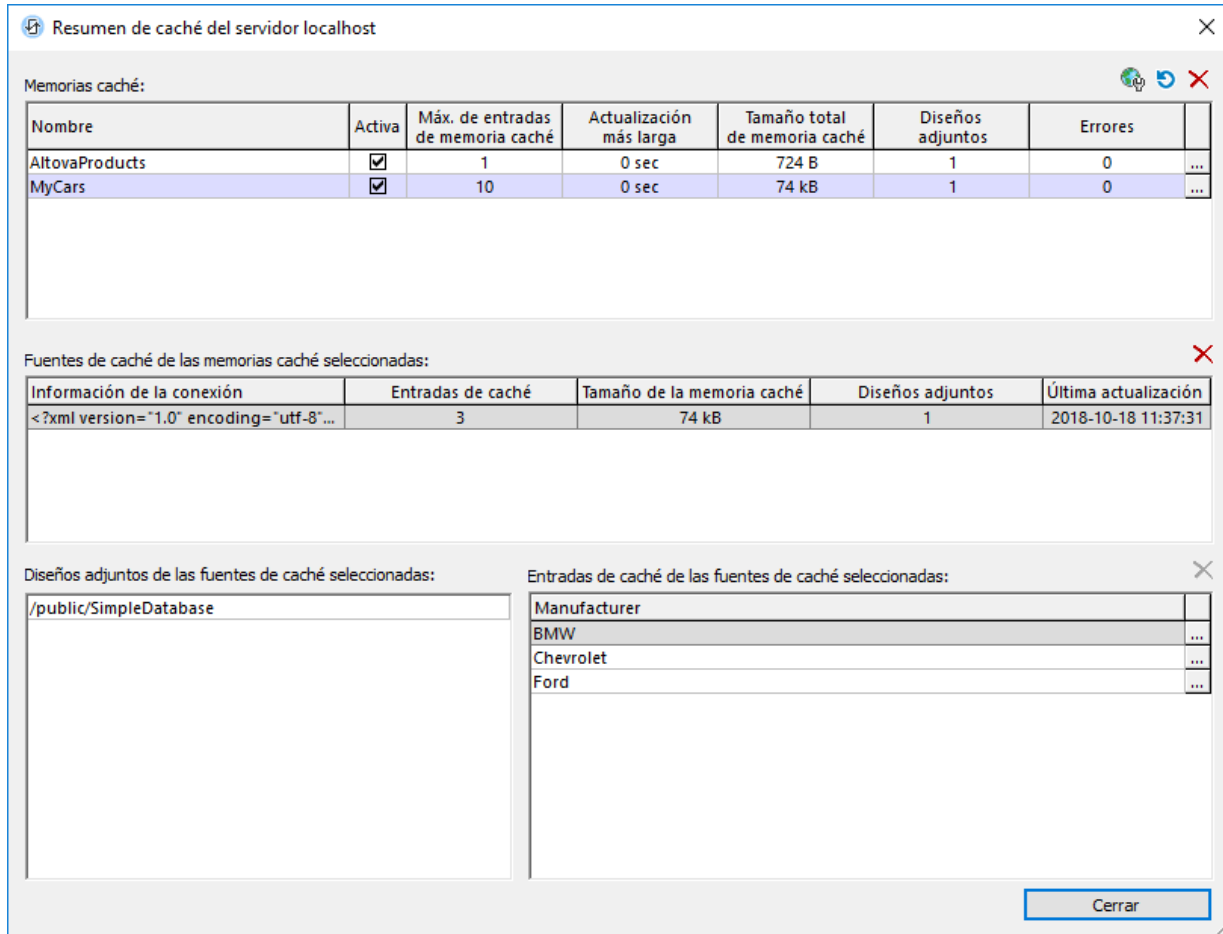 Resumen de caché del servidor localhost
Memorias caché:
Nombre Activa Máx. de entradas de memoria caché Actualización más larga Tamaño total de memoria caché Diseños adjuntos Errores
AltovaProducts 1 0 sec 724 B 1 0 ...
MyCars 10 0 sec 74 kB 1 0 ...
Fuentes de caché de las memorias caché seleccionadas:
Información de la conexión Entradas de caché Tamaño de la memoria caché Diseños adjuntos Última actualización
<?xml version="1.0" encoding="utf-8"... 3 74 kB 1 2018-10-18 11:37:31
Diseños adjuntos de las fuentes de caché seleccionadas:
/public/SimpleDatabase
Entradas de caché de las fuentes de caché seleccionadas:
Manufacturer
BMW ...
Chevrolet ...
Ford ...
Cerrar